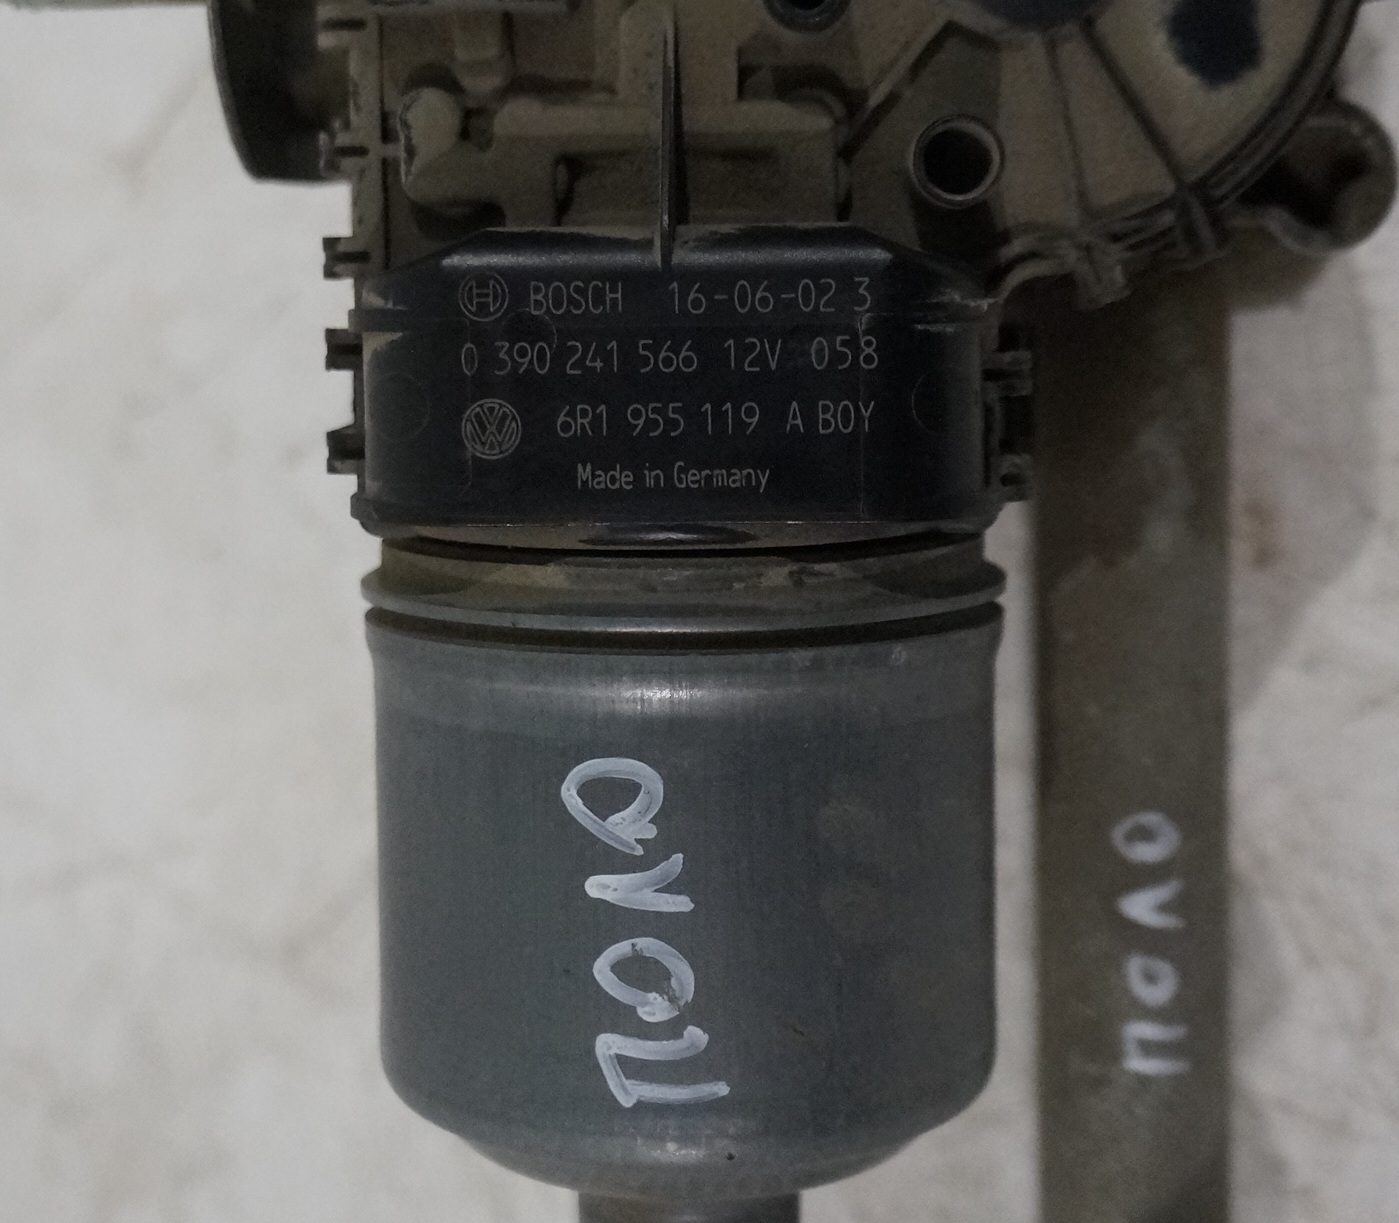 BOSCH 16-06-02 3
0 390 241 566 12V 058
6R1 955 119 A BOY
Made in Germany
ПОЛО
ПОЛО